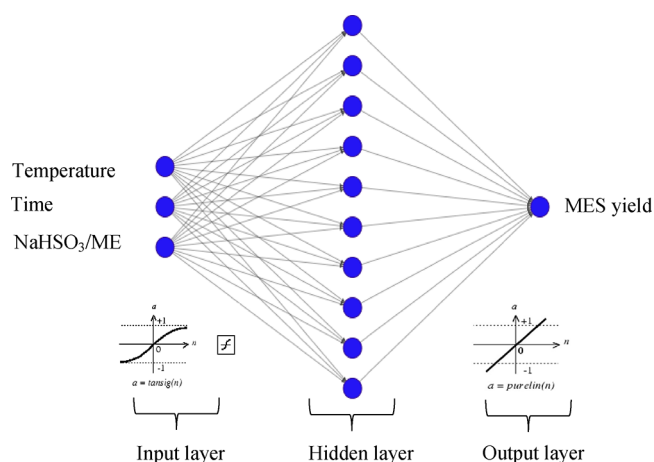 Temperature
Time
NaHSO3/ME
MES yield
a
+1
n
0
-1
a = tansig(n)
a
+1
n
0
-1
a = purelin(n)
Input layer
Hidden layer
Output layer